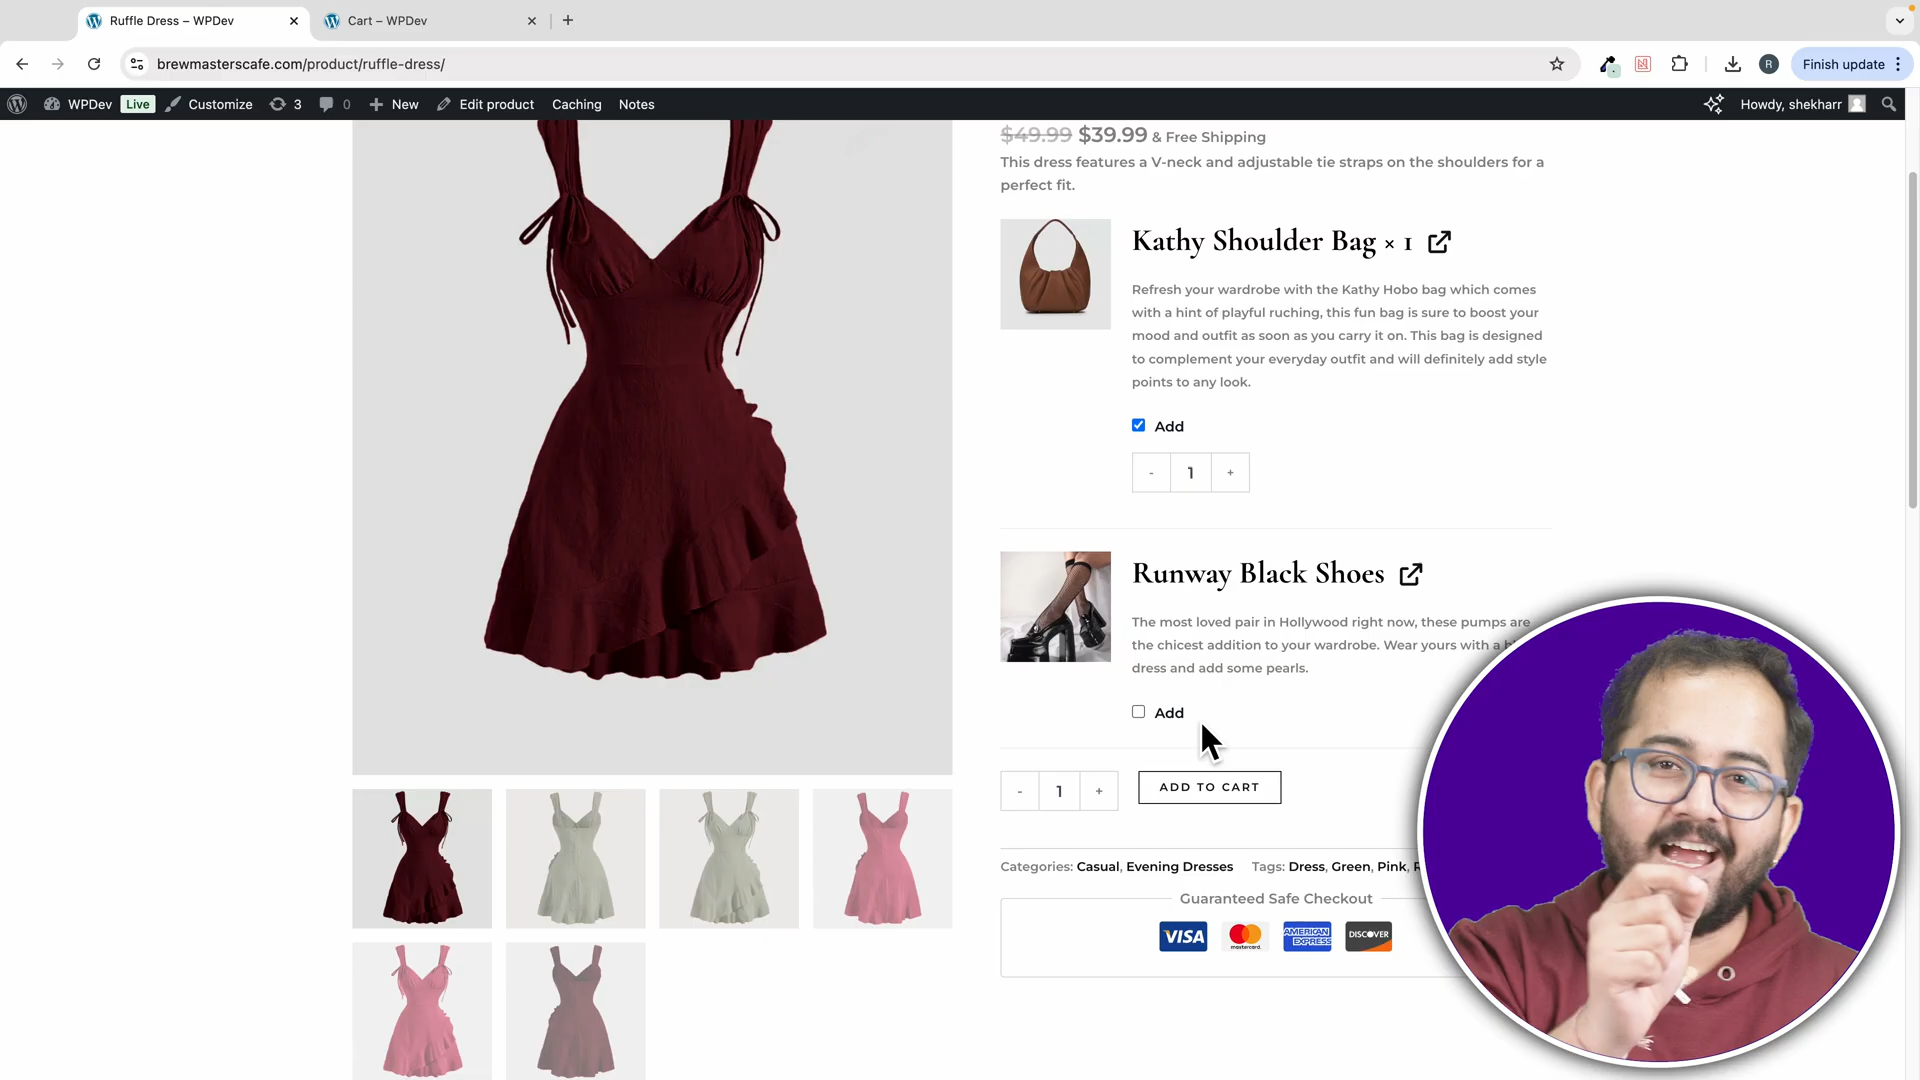 Ruffle Dress – WPDev
Cart – WPDev
brewmasterscafe.com/product/ruffle-dress/
R
Finish update
WPDev
Live
Customize
3
0
New
Edit product
Caching
Notes
Howdy, shekharr
$49.99 $39.99 & Free Shipping
This dress features a V-neck and adjustable tie straps on the shoulders for a
perfect fit.
Kathy Shoulder Bag × 1
Refresh your wardrobe with the Kathy Hobo bag which comes
with a hint of playful ruching, this fun bag is sure to boost your
mood and outfit as soon as you carry it on. This bag is designed
to complement your everyday outfit and will definitely add style
points to any look.
Add
- 1 +
Runway Black Shoes
The most loved pair in Hollywood right now, these pumps are
the chicest addition to your wardrobe. Wear yours with a
dress and add some pearls.
Add
- 1 +
ADD TO CART
Categories: Casual, Evening Dresses Tags: Dress, Green, Pink,
Guaranteed Safe Checkout
VISA
mastercard
AMERICAN
EXPRESS
DISCOVER